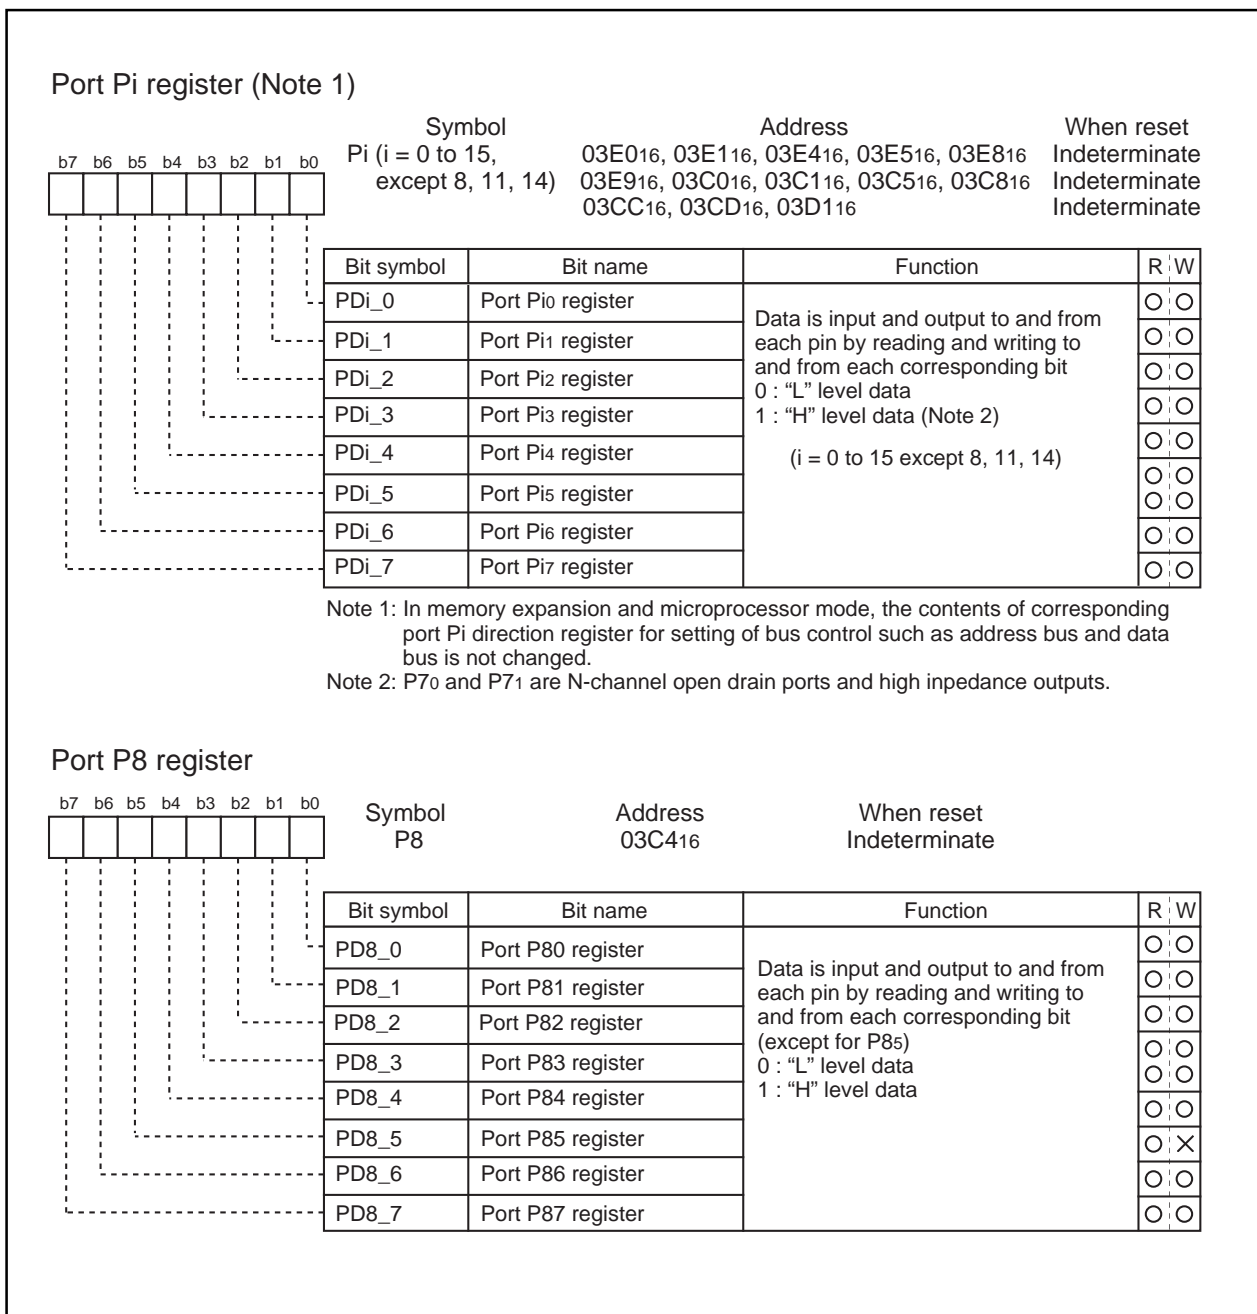 Port Pi register (Note 1)
Symbol Address When reset
b7 b6 b5 b4 b3 b2 b1 b0 Pi (i = 0 to 15, 03E016, 03E116, 03E416, 03E516, 03E816 Indeterminate
except 8, 11, 14) 03E916, 03C016, 03C116, 03C516, 03C816 Indeterminate
03CC16, 03CD16, 03D116 Indeterminate
Bit symbol Bit name Function R W
PDi_0 Port Pi0 register
PDi_1 Port Pi1 register
PDi_2 Port Pi2 register
PDi_3 Port Pi3 register
PDi_4 Port Pi4 register
PDi_5 Port Pi5 register
PDi_6 Port Pi6 register
PDi_7 Port Pi7 register
Data is input and output to and from
each pin by reading and writing to
and from each corresponding bit
0 : “L” level data
1 : “H” level data (Note 2)
(i = 0 to 15 except 8, 11, 14)
Note 1: In memory expansion and microprocessor mode, the contents of corresponding
port Pi direction register for setting of bus control such as address bus and data
bus is not changed.
Note 2: P70 and P71 are N-channel open drain ports and high inpedance outputs.
Port P8 register
b7 b6 b5 b4 b3 b2 b1 b0
Symbol Address When reset
P8 03C416 Indeterminate
Bit symbol Bit name Function R W
PD8_0 Port P80 register
PD8_1 Port P81 register
PD8_2 Port P82 register
PD8_3 Port P83 register
PD8_4 Port P84 register
PD8_5 Port P85 register
PD8_6 Port P86 register
PD8_7 Port P87 register
Data is input and output to and from
each pin by reading and writing to
and from each corresponding bit
(except for P85)
0 : “L” level data
1 : “H” level data